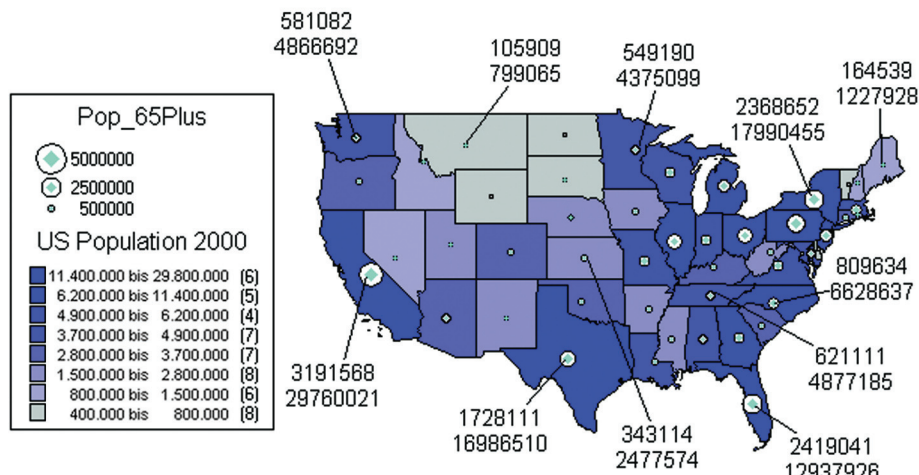 581082
4866692
105909
799065
549190
4375099
164539
1227928
2368652
17990455
Pop_65Plus
5000000
2500000
500000
US Population 2000
11.400.000 bis 29.800.000 (6)
6.200.000 bis 11.400.000 (5)
4.900.000 bis 6.200.000 (4)
3.700.000 bis 4.900.000 (7)
2.800.000 bis 3.700.000 (7)
1.500.000 bis 2.800.000 (8)
800.000 bis 1.500.000 (6)
400.000 bis 800.000 (8)
809634
6628637
621111
4877185
3191568
29760021
1728111
16986510
343114
2477574
2419041
12937926